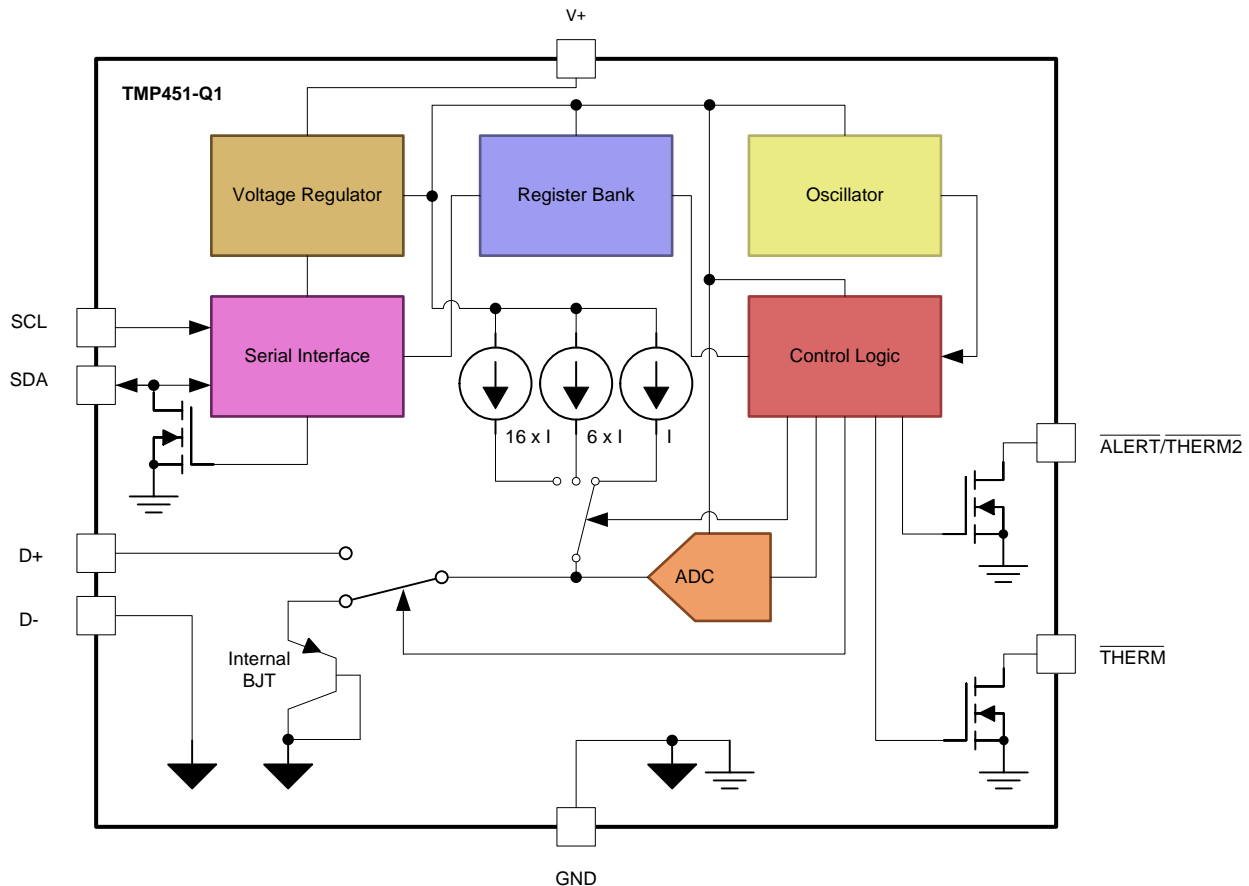 V+
TMP451-Q1
Voltage Regulator
Register Bank
Oscillator
SCL
Serial Interface
Control Logic
SDA
16 x I
6 x I
I
ALERT/THERM2
D+
ADC
D-
Internal
BJT
THERM
GND